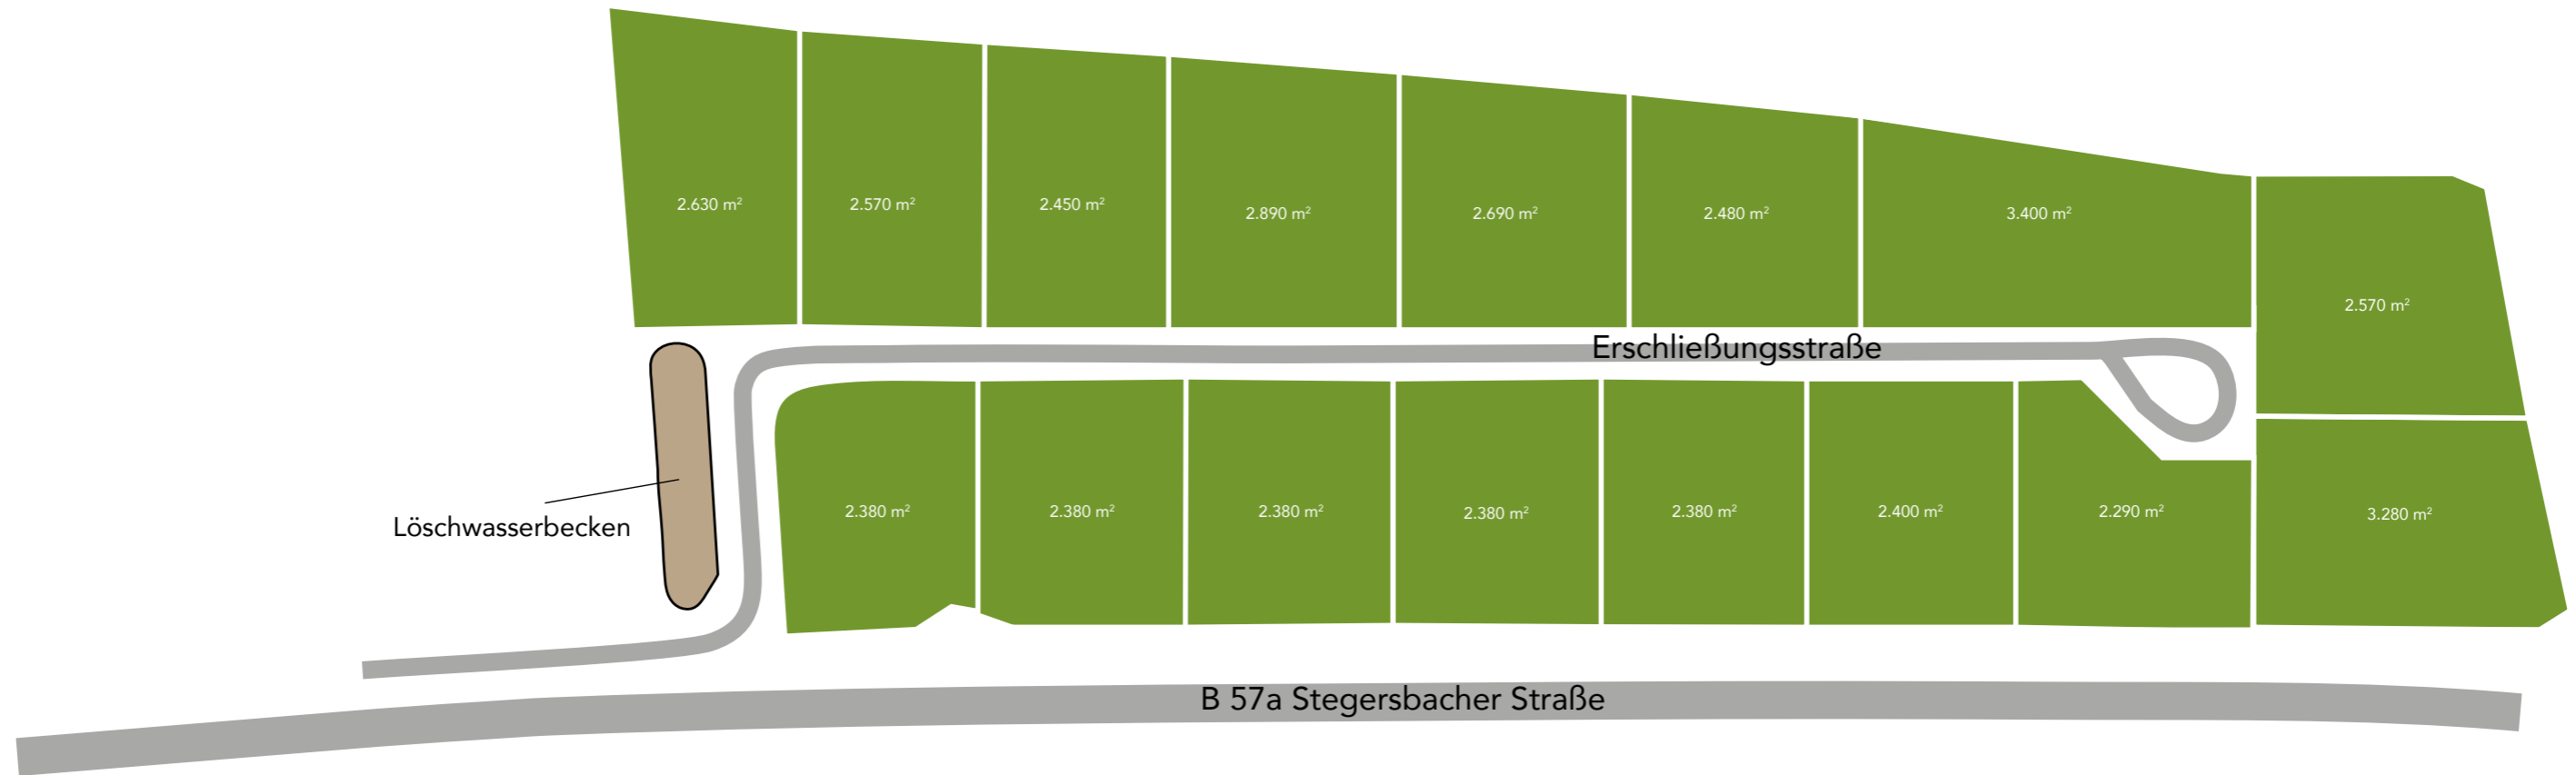 2.630 m²
2.570 m²
2.450 m²
2.890 m²
2.690 m²
2.480 m²
3.400 m²
2.570 m²
Erschließungsstraße
2.380 m²
2.380 m²
2.380 m²
2.380 m²
2.380 m²
2.400 m²
2.290 m²
3.280 m²
Löschwasserbecken
B 57a Stegersbacher Straße